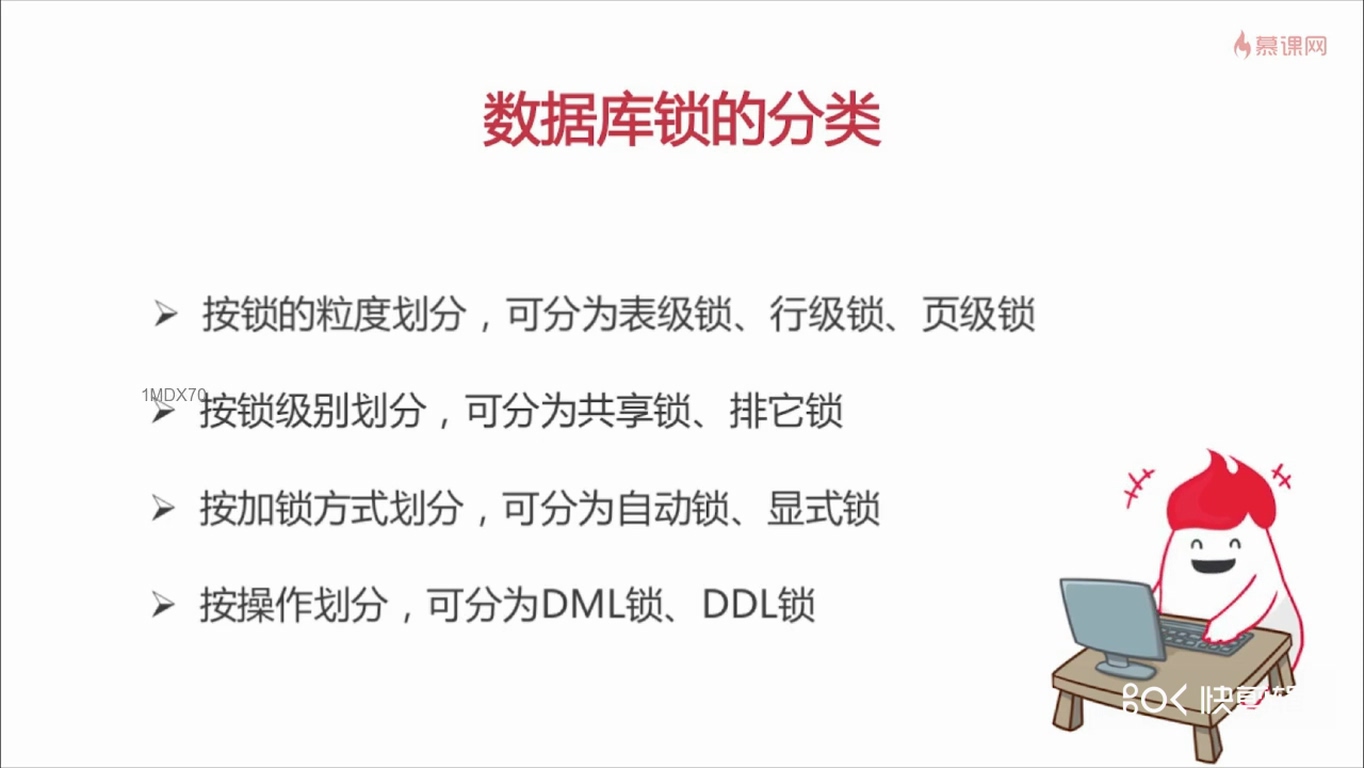 慕课网
数据库锁的分类
按锁的粒度划分，可分为表级锁、行级锁、页级锁
1MDX70
按锁级别划分，可分为共享锁、排它锁
按加锁方式划分，可分为自动锁、显式锁
按操作划分，可分为DML锁、DDL锁